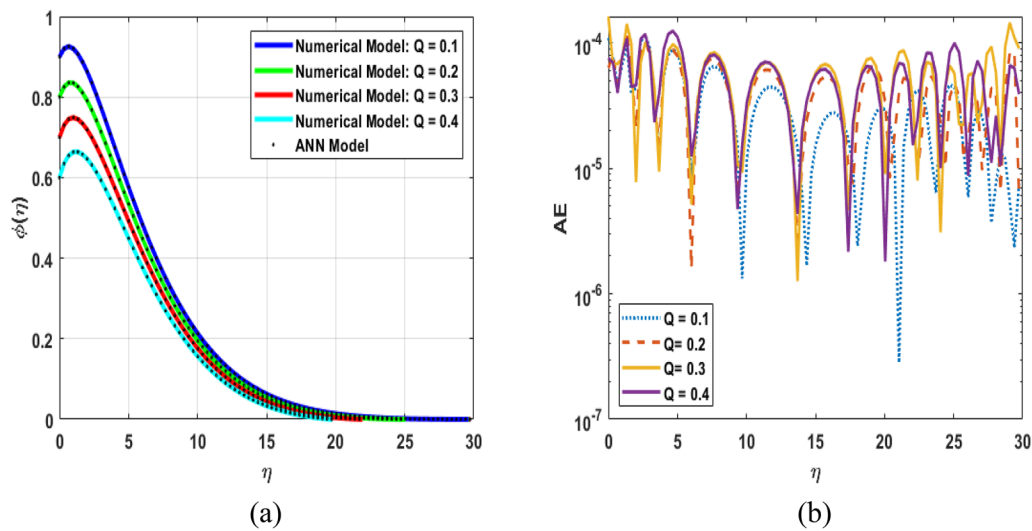 1
0.8
0.6
0.4
0.2
0
ϕ(η)
0 5 10 15 20 25 30
η
Numerical Model: Q = 0.1
Numerical Model: Q = 0.2
Numerical Model: Q = 0.3
Numerical Model: Q = 0.4
ANN Model
(a)
10⁻⁴
10⁻⁵
10⁻⁶
10⁻⁷
AE
0 5 10 15 20 25 30
η
Q = 0.1
Q= 0.2
Q= 0.3
Q = 0.4
(b)